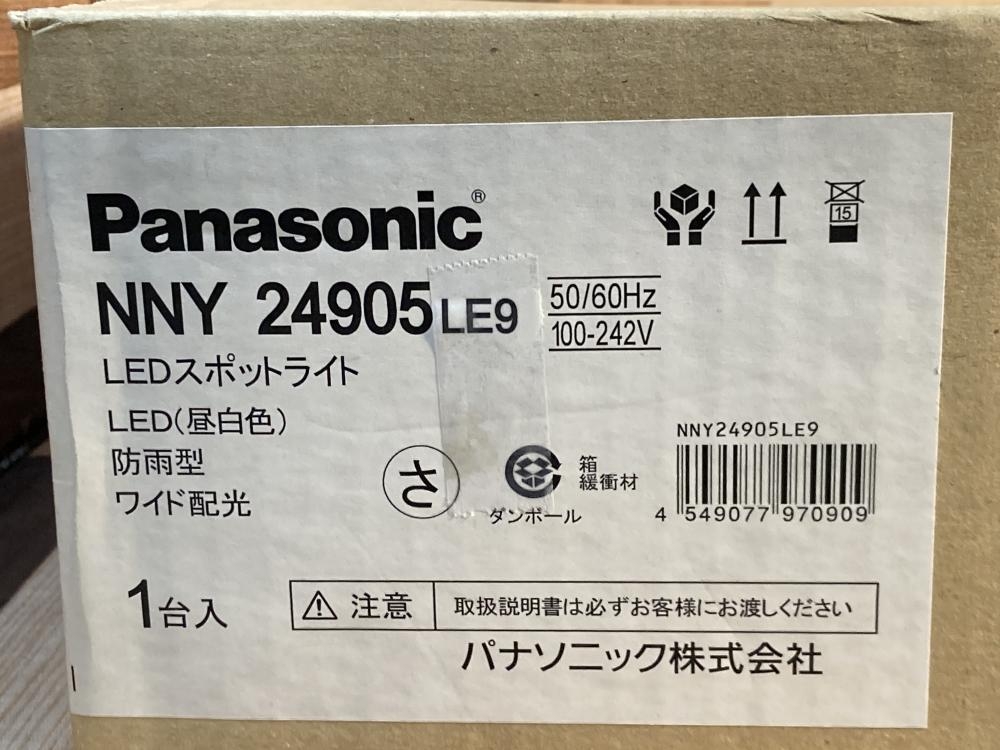 Panasonic®
NNY 24905 LE9
50/60Hz
100-242V
15
LEDスポットライト
LED(昼白色)
防雨型
ワイド配光
さ
箱
緩衝材
ダンボール
NNY24905LE9
4 549077 970909
1台入
注意
取扱説明書は必ずお客様にお渡しください
パナソニック株式会社